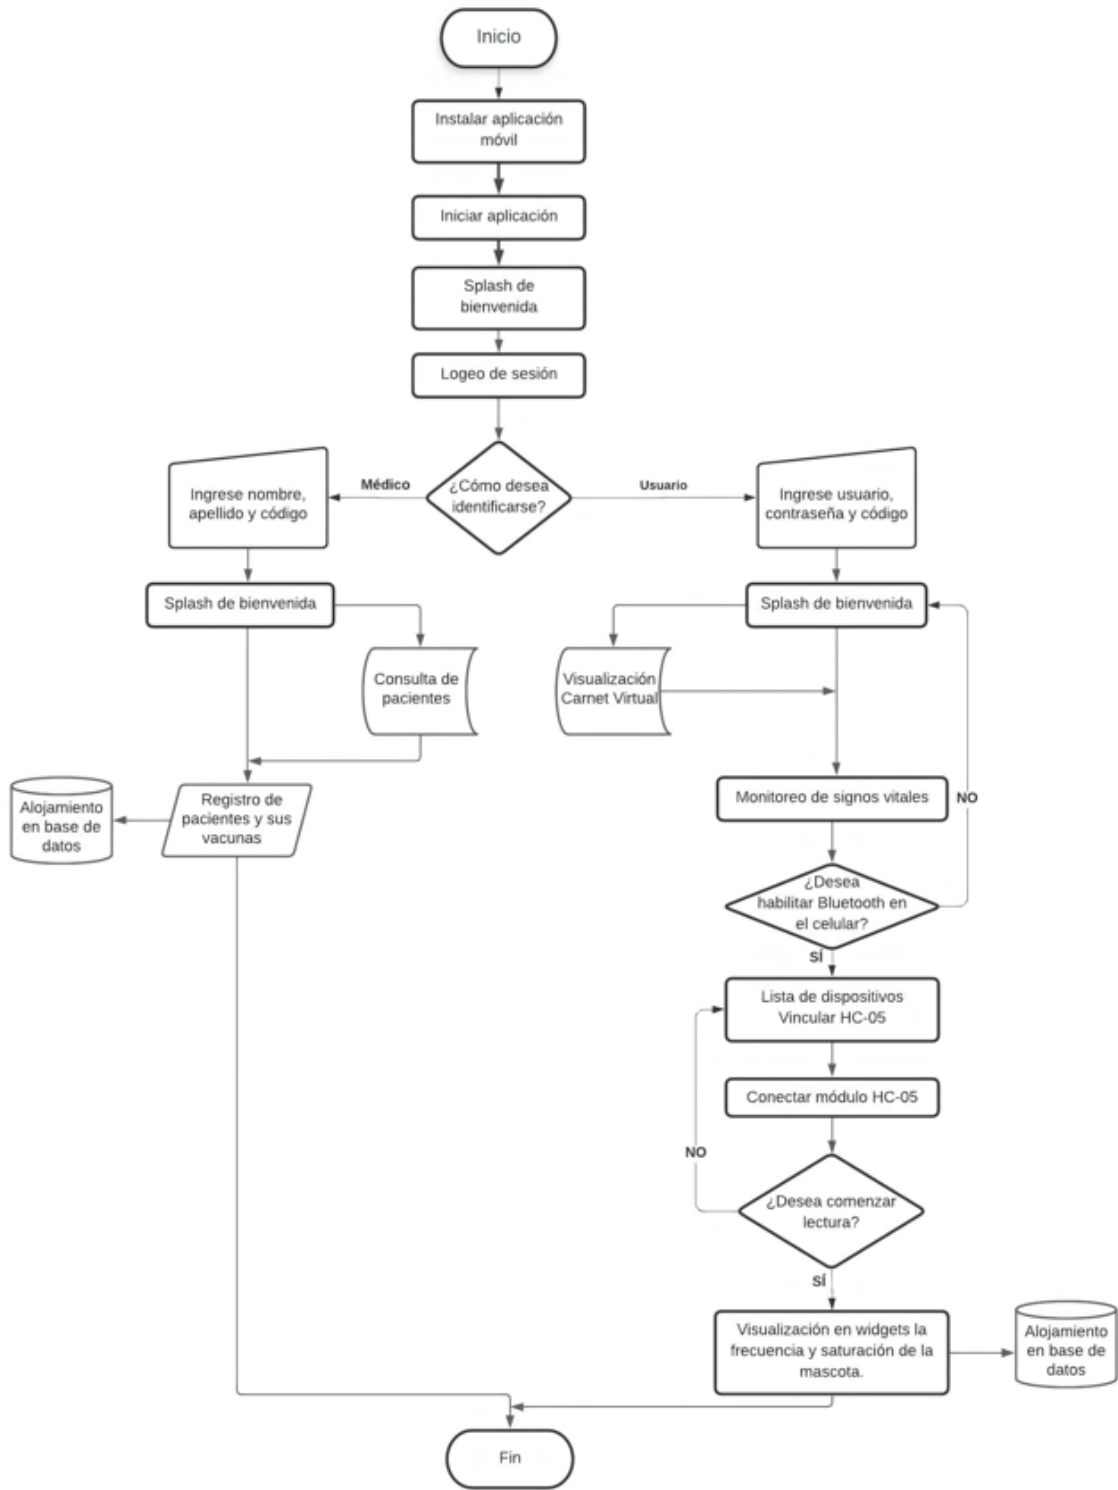 Inicio
Instalar aplicación
móvil
Iniciar aplicación
Splash de
bienvenida
Logeo de sesión
¿Cómo desea
identificarse?
Médico
Usuario
Ingrese nombre,
apellido y código
Splash de bienvenida
Consulta de
pacientes
Registro de
pacientes y sus
vacunas
Alojamiento
en base de
datos
Ingrese usuario,
contraseña y código
Splash de bienvenida
Visualización
Carnet Virtual
Monitoreo de signos vitales
NO
¿Desea
habilitar Bluetooth en
el celular?
SÍ
Lista de dispositivos
Vincular HC-05
Conectar módulo HC-05
NO
¿Desea comenzar
lectura?
SÍ
Visualización en widgets la
frecuencia y saturación de la
mascota.
Alojamiento
en base de
datos
Fin